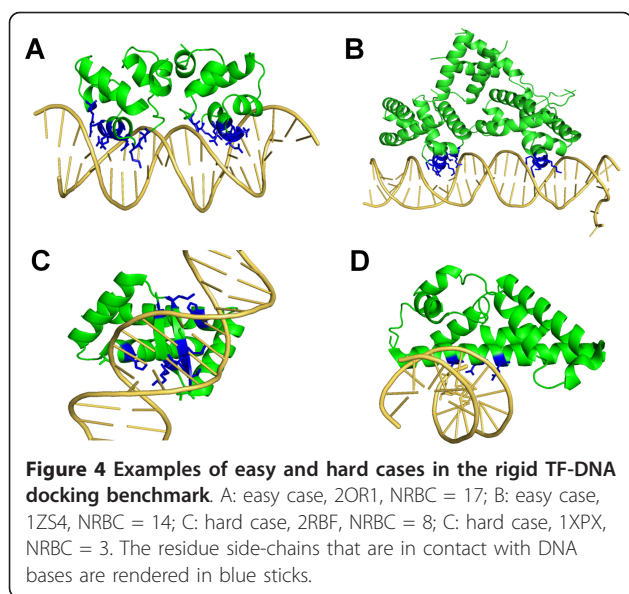 A
B
C
D
Figure 4 Examples of easy and hard cases in the rigid TF-DNA
docking benchmark. A: easy case, 2OR1, NRBC = 17; B: easy case,
1ZS4, NRBC = 14; C: hard case, 2RBF, NRBC = 8; C: hard case, 1XPX,
NRBC = 3. The residue side-chains that are in contact with DNA
bases are rendered in blue sticks.